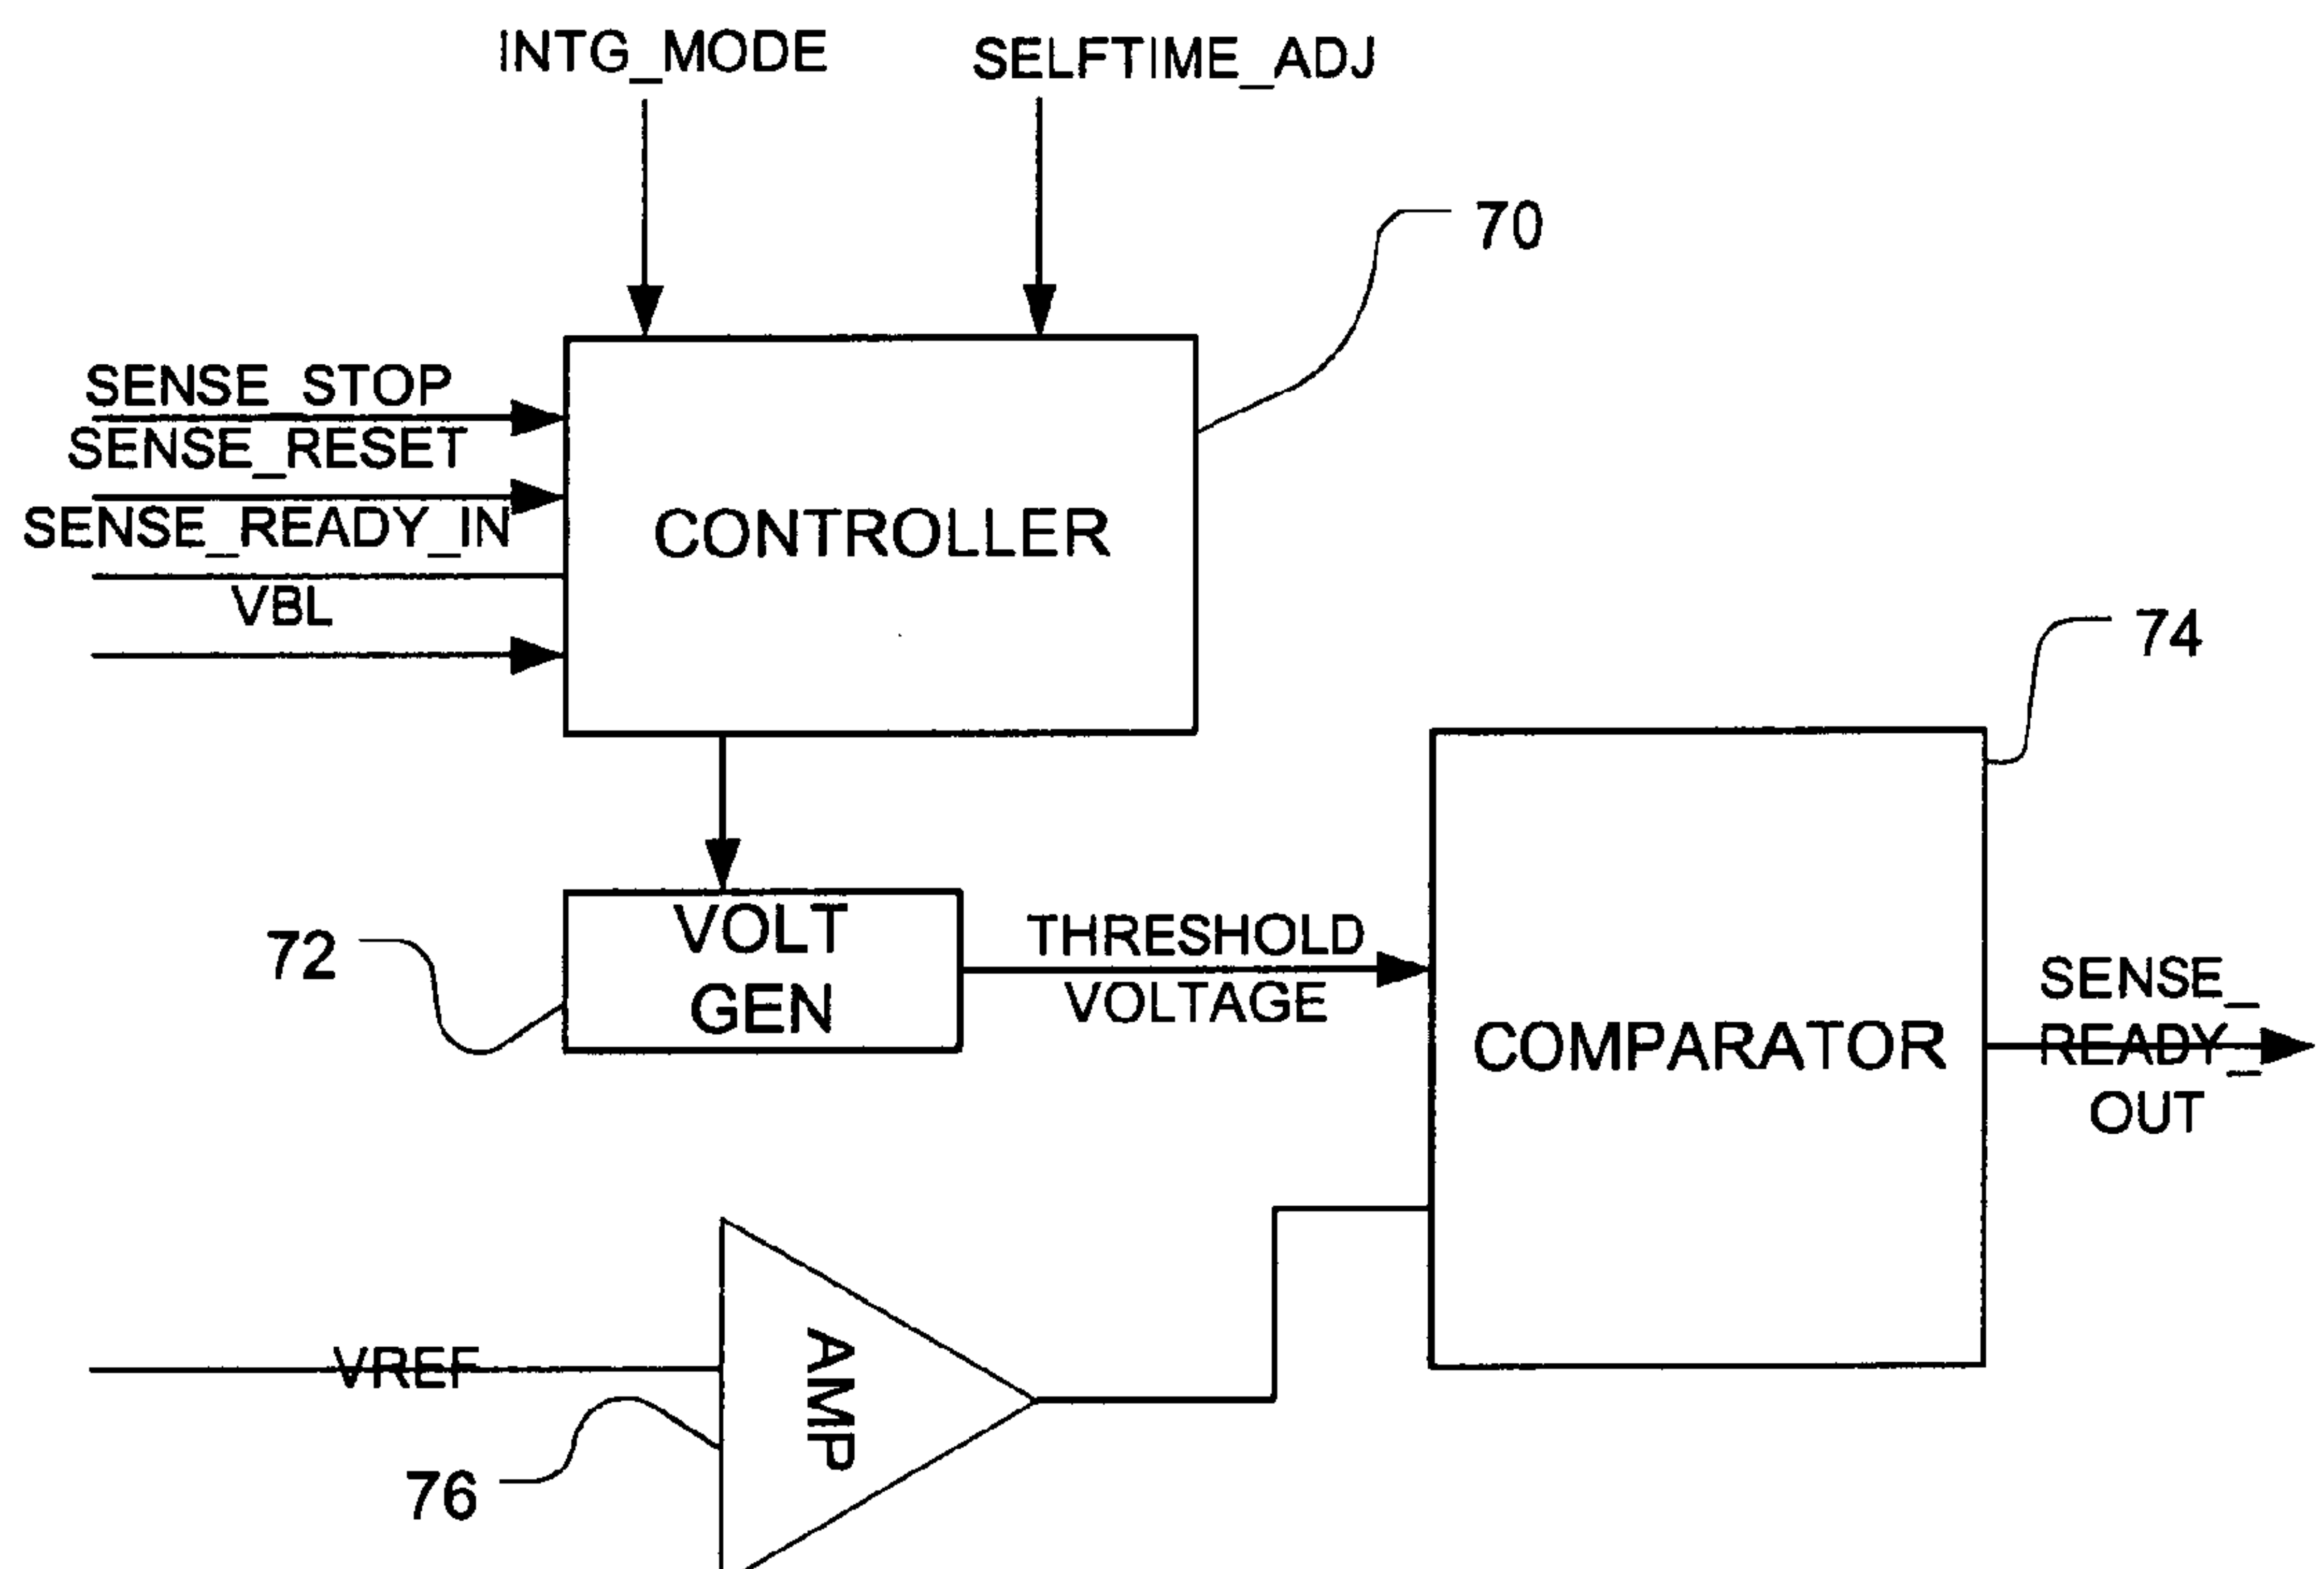 INTG_MODE
SELFTIME_ADJ
70
SENSE_STOP
SENSE_RESET
SENSE_READY_IN
VBL
CONTROLLER
74
72
VOLT
GEN
THRESHOLD
VOLTAGE
COMPARATOR
SENSE_
READY_
OUT
VREF
AMP
76